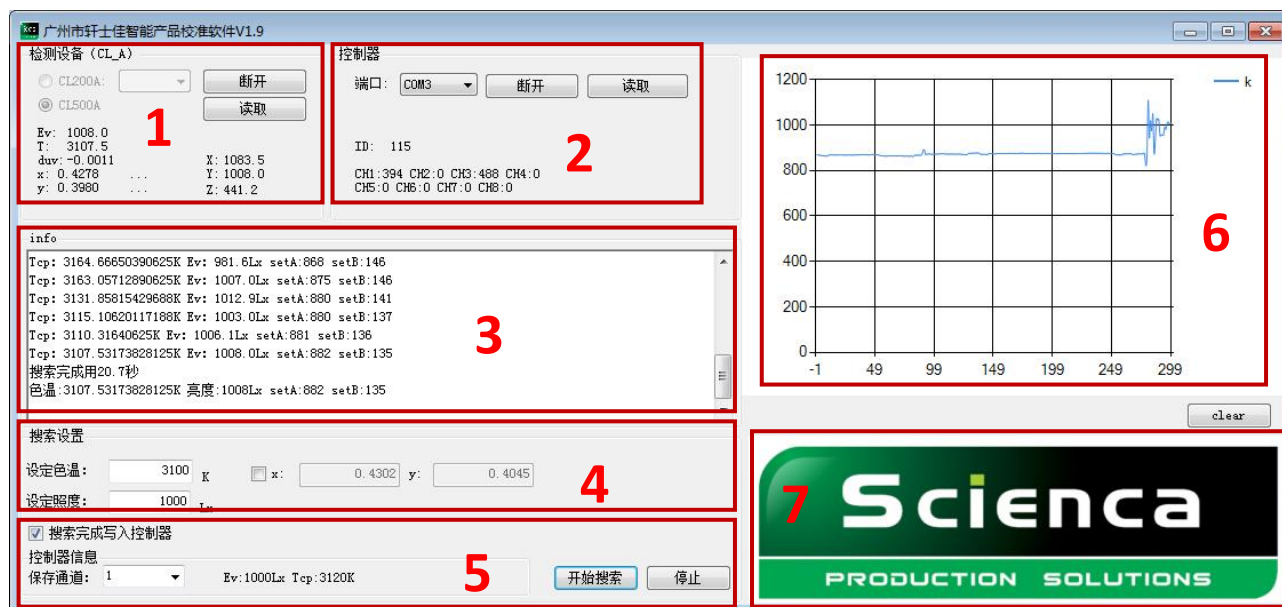 广州市轩士佳智能产品校准软件V1.9
检测设备（CL_A）
CL200A:
断开
CL500A
读取
1
Ev: 1008.0
T: 3107.5
duv:-0.0011 X: 1083.5
x: 0.4278 ... Y: 1008.0
y: 0.3980 ... Z: 441.2
控制器
端口: COM3 断开 读取
2
ID: 115
CH1:394 CH2:0 CH3:488 CH4:0
CH5:0 CH6:0 CH7:0 CH8:0
info
Tcp: 3164.66650390625K Ev: 981.6Lx setA:868 setB:146
Tcp: 3163.05712890625K Ev: 1007.0Lx setA:875 setB:146
Tcp: 3131.85815429688K Ev: 1012.9Lx setA:880 setB:141
Tcp: 3115.10620117188K Ev: 1003.0Lx setA:880 setB:137
Tcp: 3110.31640625K Ev: 1006.1Lx setA:881 setB:136
Tcp: 3107.53173828125K Ev: 1008.0Lx setA:882 setB:135
搜索完成用20.7秒
色温:3107.53173828125K 亮度:1008Lx setA:882 setB:135
3
搜索设置
设定色温: 3100 K x: 0.4302 y: 0.4045
设定照度: 1000 Lx
4
搜索完成写入控制器
控制器信息
保存通道: 1 Ev:1000Lx Tcp:3120K
5
开始搜索 停止
1200
1000
800
600
400
200
0
-1 49 99 149 199 249 299
k
6
clear
7
Scienca
PRODUCTION SOLUTIONS